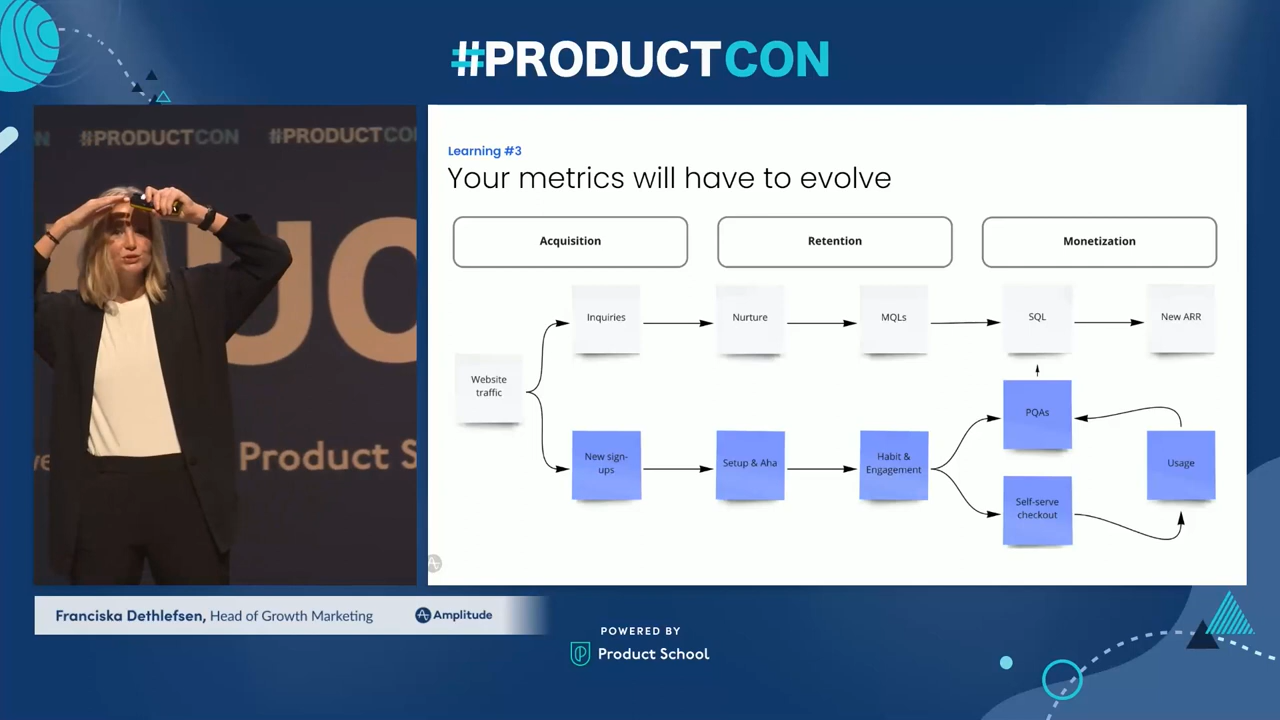 #PRODUCTCON
#PRODUCTCON
#PRODUCTCO
Product S
Learning #3
Your metrics will have to evolve
Acquisition
Retention
Monetization
Inquiries
Nurture
MQLs
SQL
New ARR
Website
traffic
PQAs
New sign-
ups
Setup & Aha
Habit &
Engagement
Usage
Self-serve
checkout
Franciska Dethlefsen, Head of Growth Marketing
Amplitude
POWERED BY
Product School